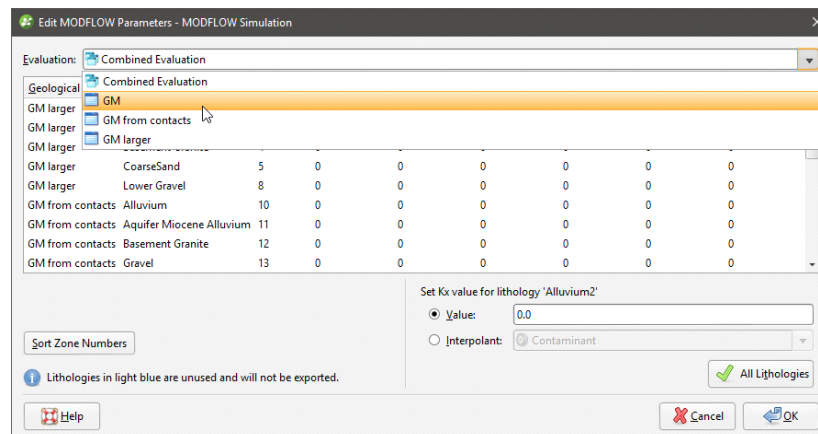 Edit MODFLOW Parameters - MODFLOW Simulation
Evaluation: Combined Evaluation
Combined Evaluation
GM
GM from contacts
GM larger
Geological
GM larger
GM larger
GM larger
GM larger CoarseSand 5 0 0 0 0 0 0
GM larger Lower Gravel 8 0 0 0 0 0 0
GM from contacts Alluvium 10 0 0 0 0 0 0
GM from contacts Aquifer Miocene Alluvium 11 0 0 0 0 0 0
GM from contacts Basement Granite 12 0 0 0 0 0 0
GM from contacts Gravel 13 0 0 0 0 0 0
Set Kx value for lithology 'Alluvium2'
Value: 0.0
Interpolant: Contaminant
Sort Zone Numbers
Lithologies in light blue are unused and will not be exported.
All Lithologies
Help
Cancel
OK